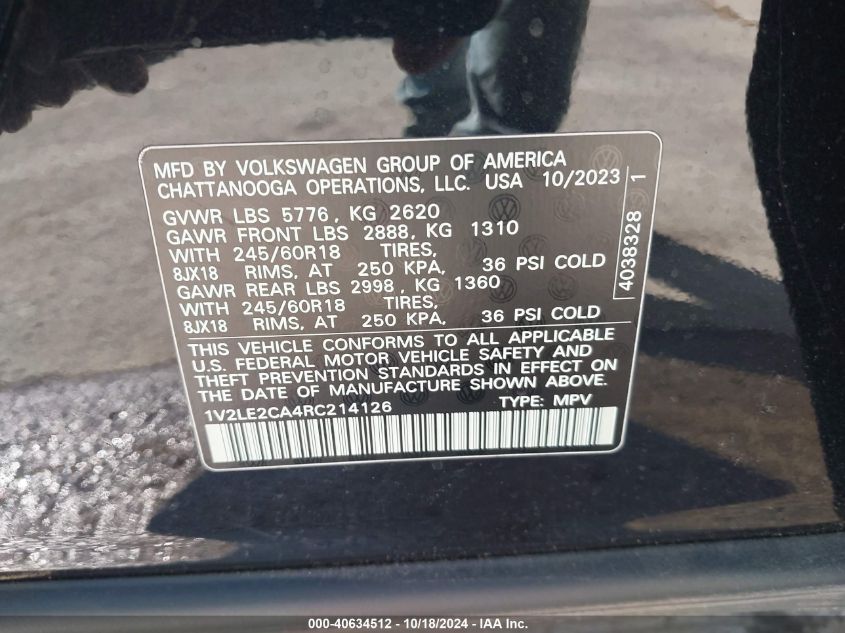 MFD BY VOLKSWAGEN GROUP OF AMERICA
CHATTANOOGA OPERATIONS, LLC. USA 10/2023
GVWR LBS 5776, KG 2620
GAWR FRONT LBS 2888, KG 1310
WITH 245/60R18 TIRES,
8JX18 RIMS, AT 250 KPA, 36 PSI COLD
GAWR REAR LBS 2998, KG 1360
WITH 245/60R18 TIRES,
8JX18 RIMS, AT 250 KPA, 36 PSI COLD
4038328 1
THIS VEHICLE CONFORMS TO ALL APPLICABLE
U.S. FEDERAL MOTOR VEHICLE SAFETY AND
THEFT PREVENTION STANDARDS IN EFFECT ON
THE DATE OF MANUFACTURE SHOWN ABOVE.
1V2LE2CA4RC214126 TYPE: MPV
000-40634512 - 10/18/2024 - IAA Inc.